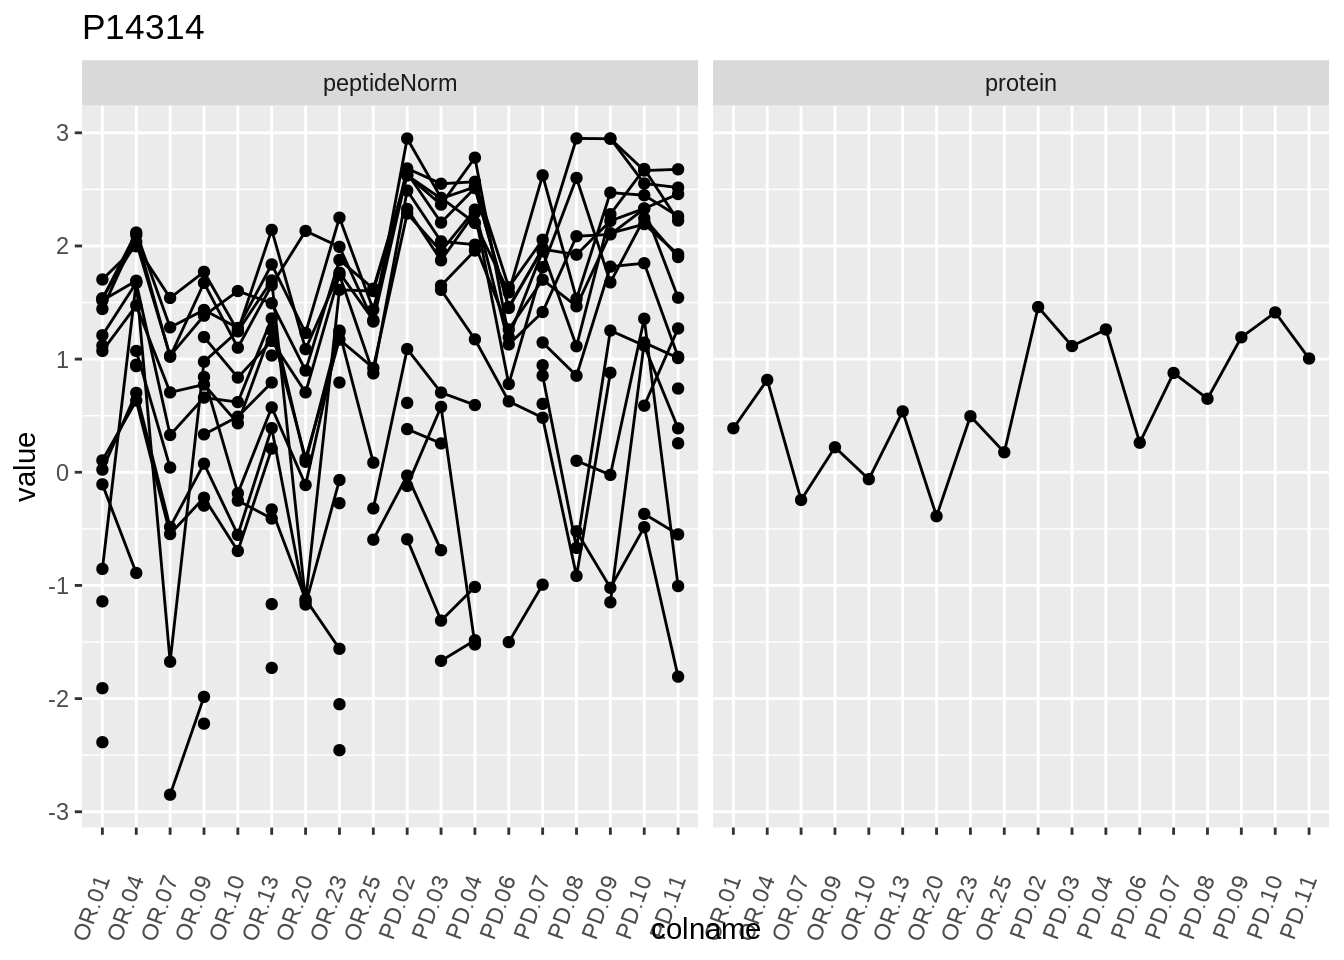 P14314
peptideNorm protein
3
2
1
0
-1
-2
-3
value
OR.01 OR.04 OR.07 OR.09 OR.10 OR.13 OR.20 OR.23 OR.25 PD.02 PD.03 PD.04 PD.06 PD.07 PD.08 PD.09 PD.10 PD.11 OR.01 OR.04 OR.07 OR.09 OR.10 OR.13 OR.20 OR.23 OR.25 PD.02 PD.03 PD.04 PD.06 PD.07 PD.08 PD.09 PD.10 PD.11
colname